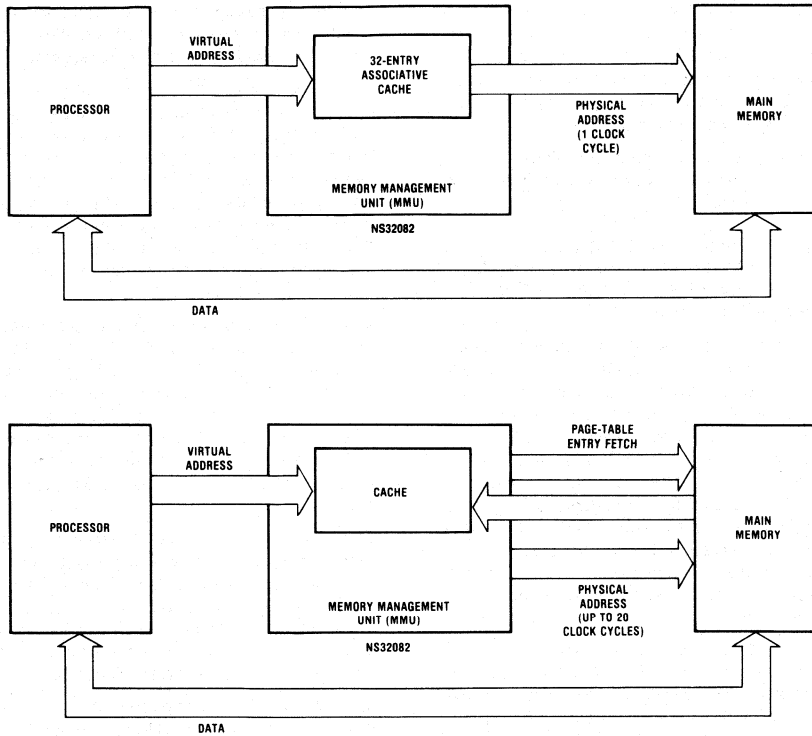 VIRTUAL
ADDRESS
32-ENTRY
ASSOCIATIVE
CACHE
PROCESSOR
PHYSICAL
ADDRESS
(1 CLOCK
CYCLE)
MAIN
MEMORY
MEMORY MANAGEMENT
UNIT (MMU)
NS32082
DATA
PAGE-TABLE
ENTRY FETCH
VIRTUAL
ADDRESS
CACHE
PROCESSOR
MAIN
MEMORY
PHYSICAL
ADDRESS
(UP TO 20
CLOCK CYCLES)
MEMORY MANAGEMENT
UNIT (MMU)
NS32082
DATA